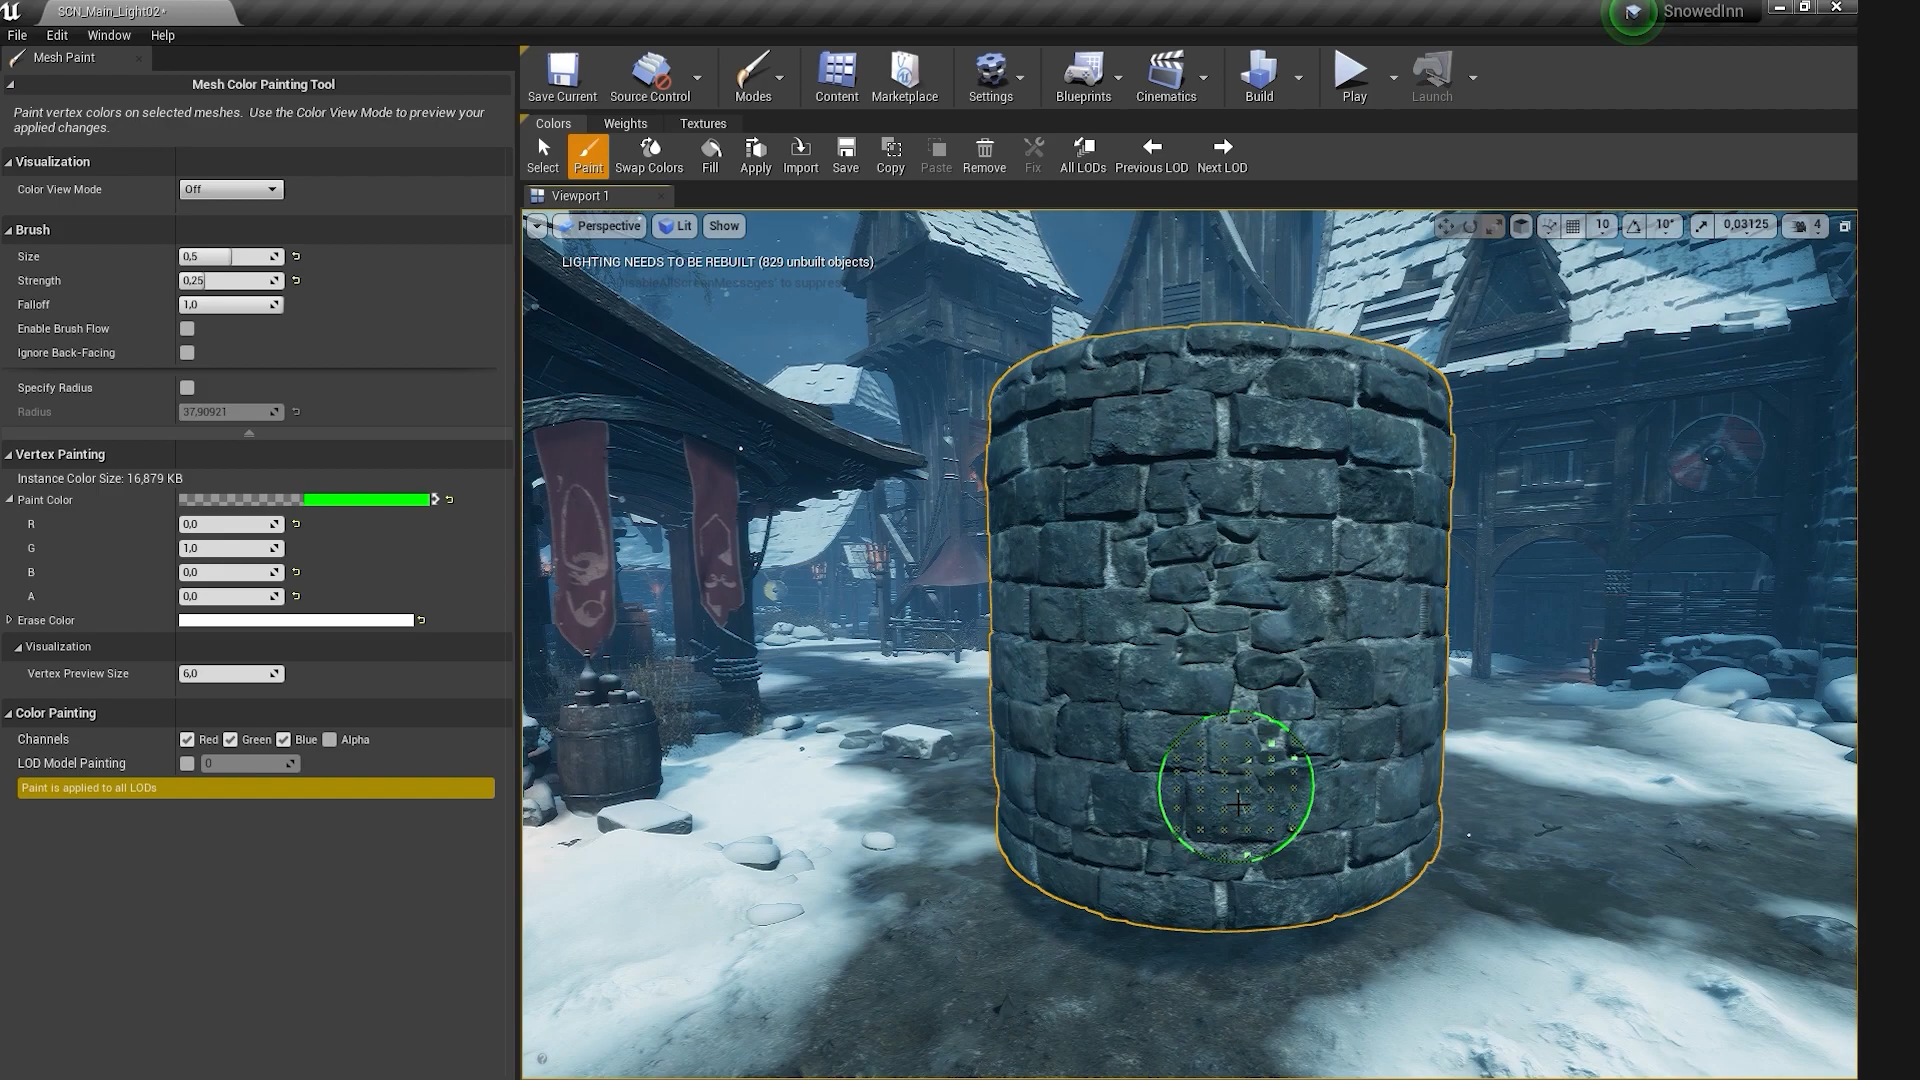 SCN_Main_Light02*
SnowedInn
File Edit Window Help
Mesh Paint
Mesh Color Painting Tool
Paint vertex colors on selected meshes. Use the Color View Mode to preview your
applied changes.
Visualization
Color View Mode Off
Brush
Size 0,5
Strength 0,25
Falloff 1,0
Enable Brush Flow
Ignore Back-Facing
Specify Radius
Radius 37,90921
Vertex Painting
Instance Color Size: 16,879 KB
Paint Color
R 0,0
G 1,0
B 0,0
A 0,0
Erase Color
Visualization
Vertex Preview Size 6,0
Color Painting
Channels Red Green Blue Alpha
LOD Model Painting 0
Paint is applied to all LODs
Save Current Source Control Modes Content Marketplace Settings Blueprints Cinematics Build Play Launch
Colors Weights Textures
Select Paint Swap Colors Fill Apply Import Save Copy Paste Remove Fix All LODs Previous LOD Next LOD
Viewport 1
Perspective Lit Show 10 10° 0,03125 4
LIGHTING NEEDS TO BE REBUILT (829 unbuilt objects)